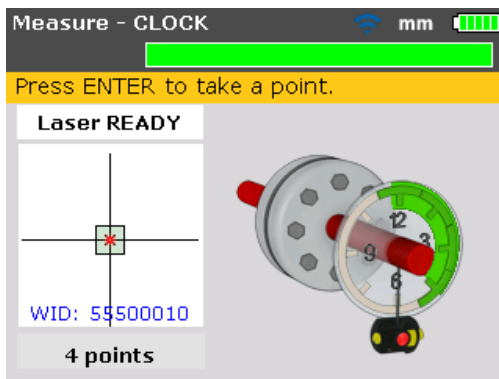 Measure - CLOCK mm
Press ENTER to take a point.
Laser READY
12
3
9
6
WID: 55500010
4 points